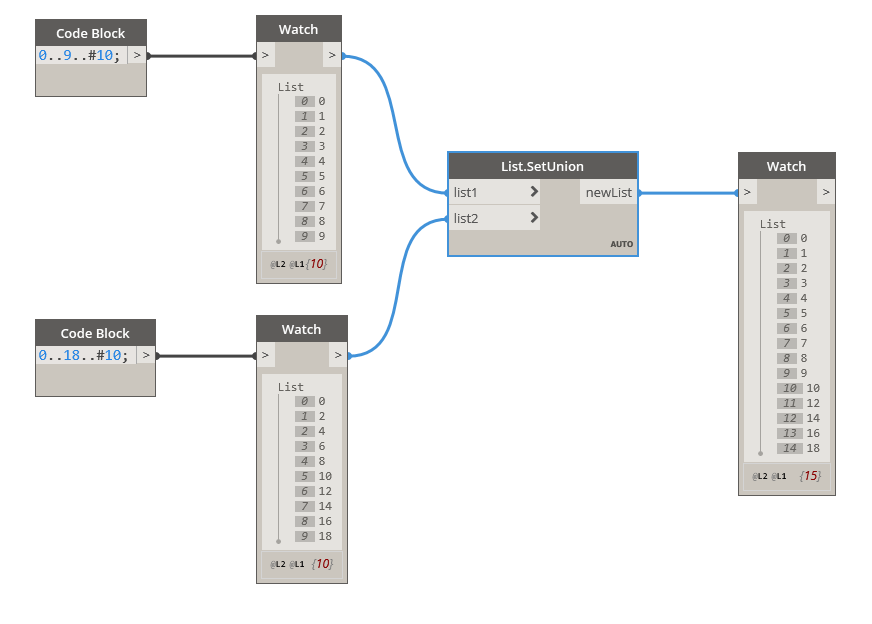 Code Block
0..9..#10; >
Watch
> >
List
0 0
1 1
2 2
3 3
4 4
5 5
6 6
7 7
8 8
9 9
@L2 @L1 {10}
Code Block
0..18..#10; >
Watch
> >
List
0 0
1 2
2 4
3 6
4 8
5 10
6 12
7 14
8 16
9 18
@L2 @L1 {10}
List.SetUnion
list1 > newList
list2 >
AUTO
Watch
> >
List
0 0
1 1
2 2
3 3
4 4
5 5
6 6
7 7
8 8
9 9
10 10
11 12
12 14
13 16
14 18
@L2 @L1 {15}